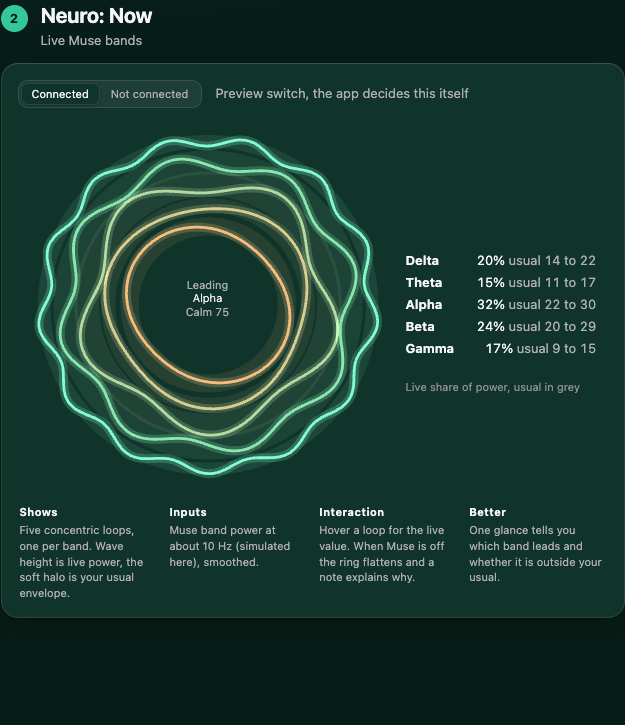 2
Neuro: Now
Live Muse bands
Connected
Not connected
Preview switch, the app decides this itself
Leading
Alpha
Calm 75
Delta 20% usual 14 to 22
Theta 15% usual 11 to 17
Alpha 32% usual 22 to 30
Beta 24% usual 20 to 29
Gamma 17% usual 9 to 15
Live share of power, usual in grey
Shows
Five concentric loops,
one per band. Wave
height is live power, the
soft halo is your usual
envelope.
Inputs
Muse band power at
about 10 Hz (simulated
here), smoothed.
Interaction
Hover a loop for the live
value. When Muse is off
the ring flattens and a
note explains why.
Better
One glance tells you
which band leads and
whether it is outside your
usual.